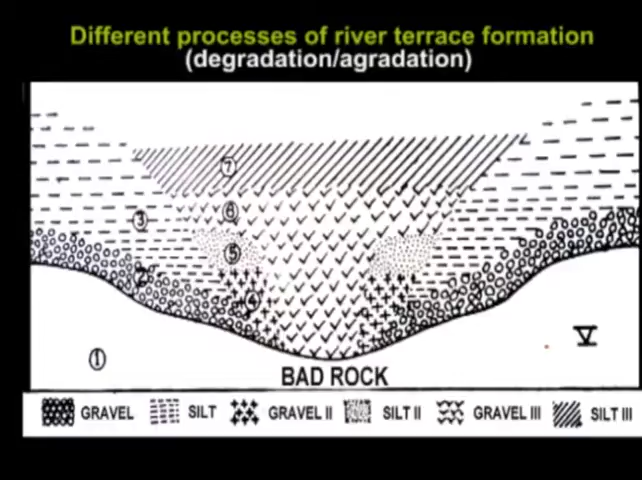 Different processes of river terrace formation
(degradation/agradation)
⑦
⑥
③
⑤
②
④
①
V
BAD ROCK
GRAVEL SILT GRAVEL II SILT II GRAVEL III SILT III